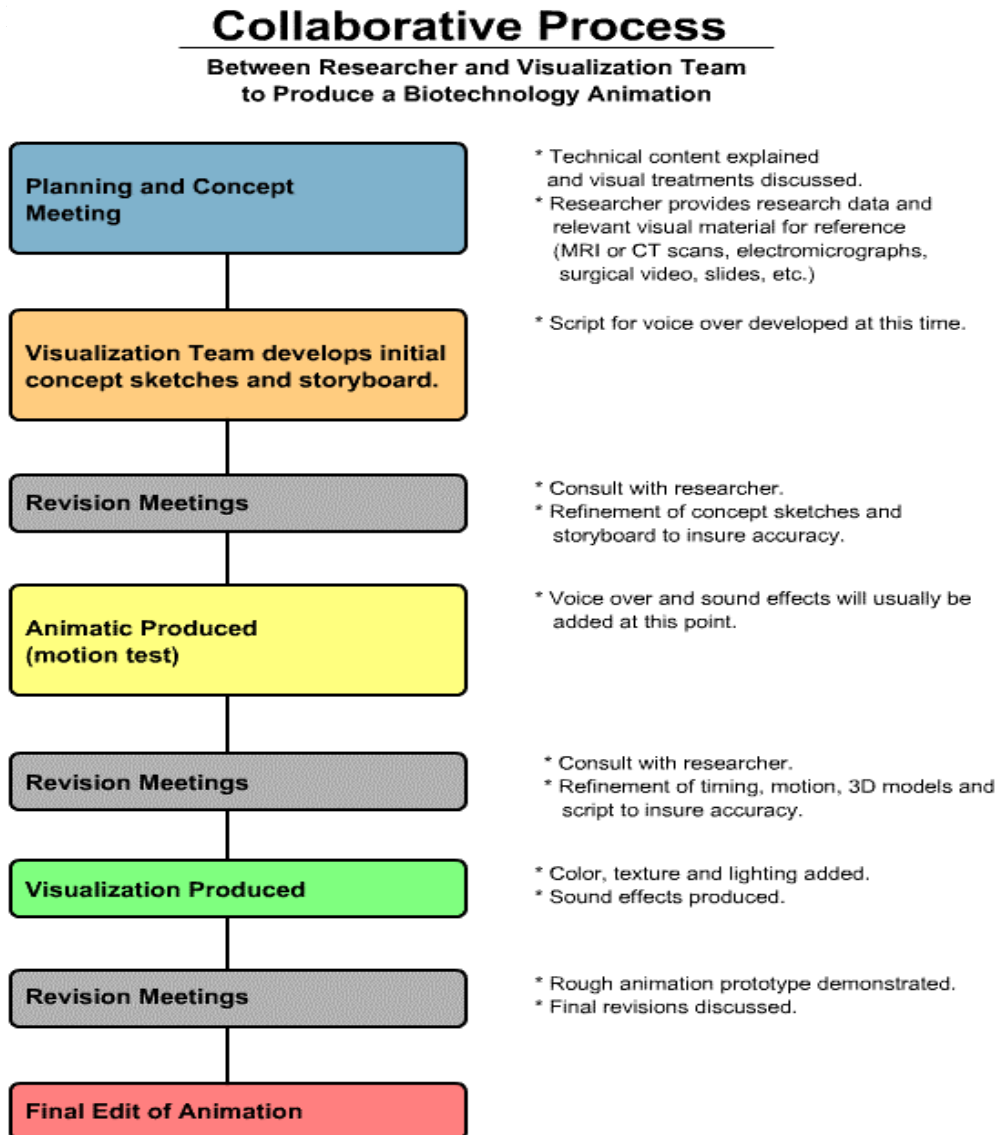 Collaborative Process
Between Researcher and Visualization Team
to Produce a Biotechnology Animation
Planning and Concept
Meeting
* Technical content explained
and visual treatments discussed.
* Researcher provides research data and
relevant visual material for reference
(MRI or CT scans, electromicrographs,
surgical video, slides, etc.)
Visualization Team develops initial
concept sketches and storyboard.
* Script for voice over developed at this time.
Revision Meetings
* Consult with researcher.
* Refinement of concept sketches and
storyboard to insure accuracy.
Animatic Produced
(motion test)
* Voice over and sound effects will usually be
added at this point.
Revision Meetings
* Consult with researcher.
* Refinement of timing, motion, 3D models and
script to insure accuracy.
Visualization Produced
* Color, texture and lighting added.
* Sound effects produced.
Revision Meetings
* Rough animation prototype demonstrated.
* Final revisions discussed.
Final Edit of Animation